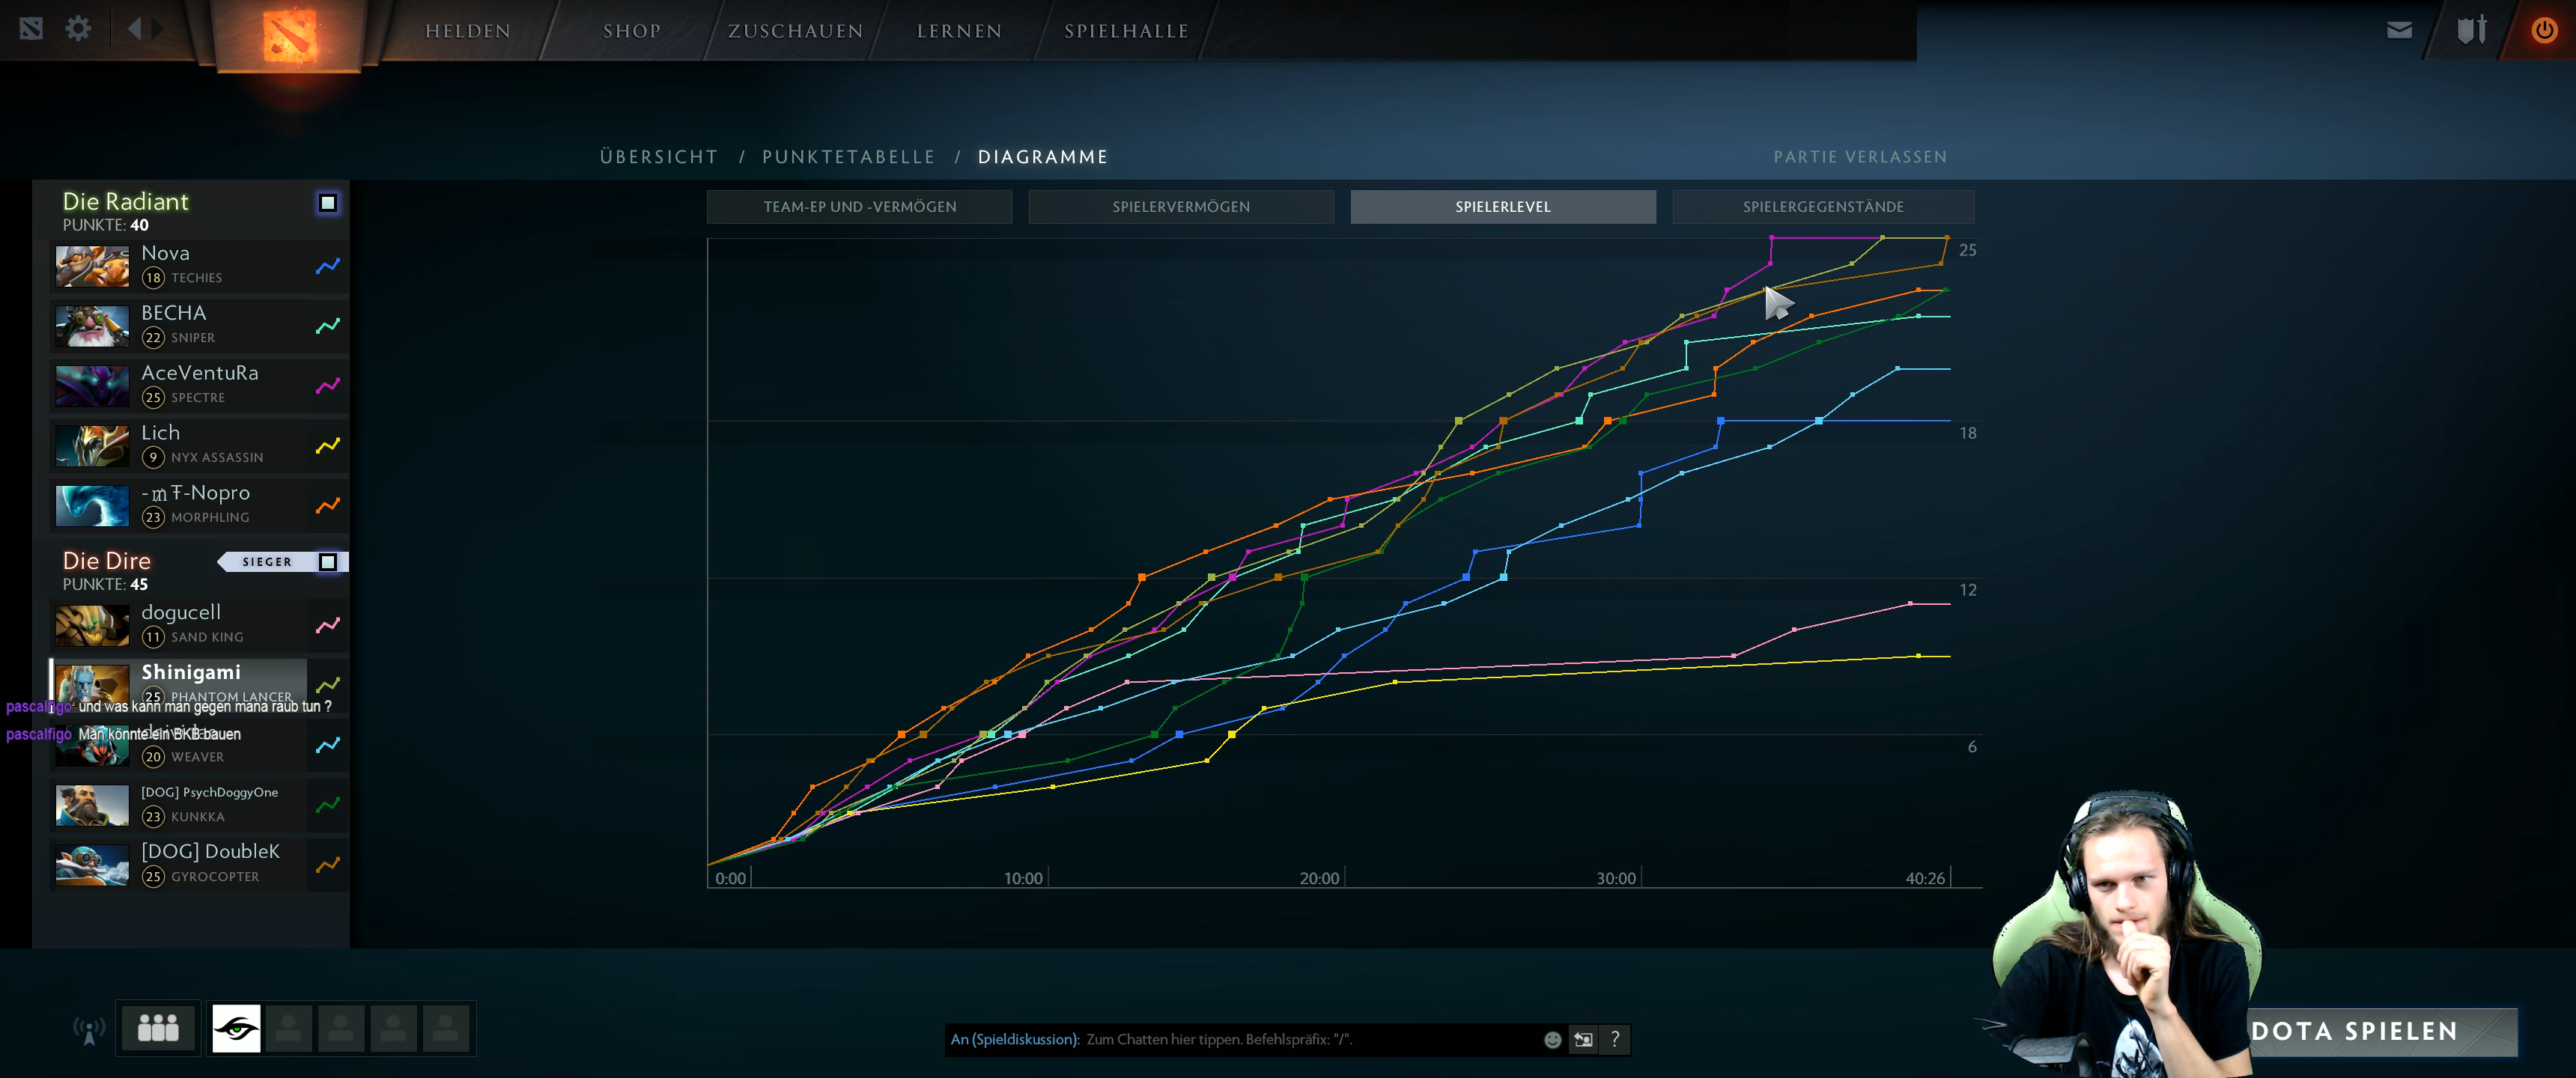 HELDEN
SHOP
ZUSCHAUEN
LERNEN
SPIELHALLE
ÜBERSICHT / PUNKTETABELLE / DIAGRAMME
PARTIE VERLASSEN
TEAM-EP UND -VERMÖGEN
SPIELERVERMÖGEN
SPIELERLEVEL
SPIELERGEGENSTÄNDE
Die Radiant
PUNKTE: 40
Nova
18 TECHIES
BECHA
22 SNIPER
AceVentuRa
25 SPECTRE
Lich
9 NYX ASSASSIN
23 MORPHLING
Die Dire
SIEGER
PUNKTE: 45
dogucell
11 SAND KING
Shinigami
25 PHANTOM LANCER
pascalfigo und was kann man gegen mana raub tun ?
pascalfigo Man könnte ein BKB bauen
20 WEAVER
[DOG] PsychDoggyOne
23 KUNKKA
[DOG] DoubleK
25 GYROCOPTER
25
18
12
6
0:00
10:00
20:00
30:00
40:26
An (Spieldiskussion): Zum Chatten hier tippen. Befehlspräfix: "/".
?
DOTA SPIELEN